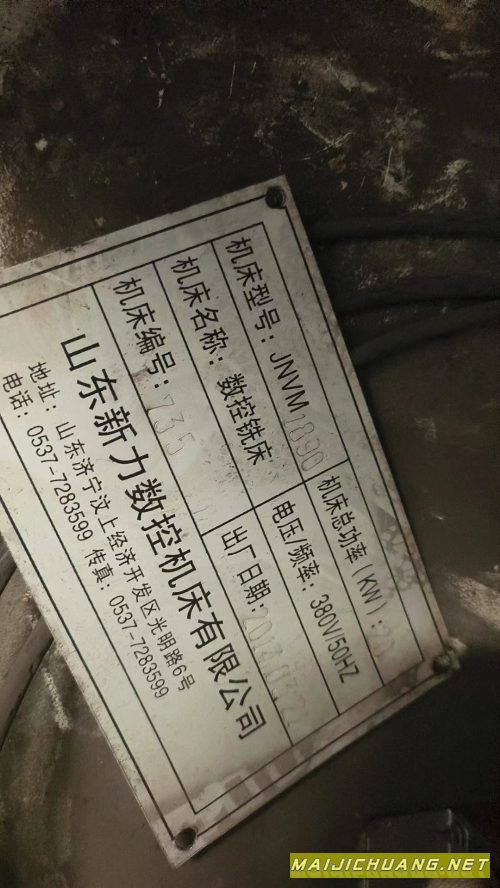 机床型号: JNVM1890
机床总功率(KW):
机床名称: 数控铣床
电压/频率: 380V/50HZ
机床编号: 735
出厂日期:
山东新力数控机床有限公司
地址: 山东济宁汶上经济开发区光明路6号
电话: 0537-7283599 传真: 0537-7283599
MAIJICHUANG.NET